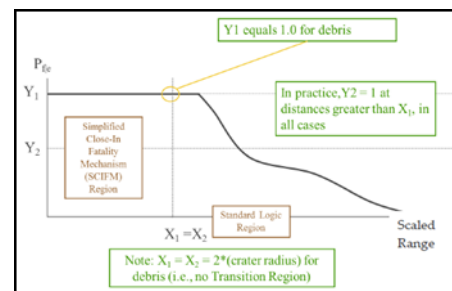 Y1 equals 1.0 for debris
P_fe
Y₁
In practice,Y2 = 1 at
distances greater than X₁, in
all cases
Simplified
Close-In
Fatality
Mechanism
(SCIFM)
Region
Y₂
Standard Logic
Region
Scaled
Range
X₁ =X₂
Note: X₁ = X₂ = 2*(crater radius) for
debris (i.e., no Transition Region)